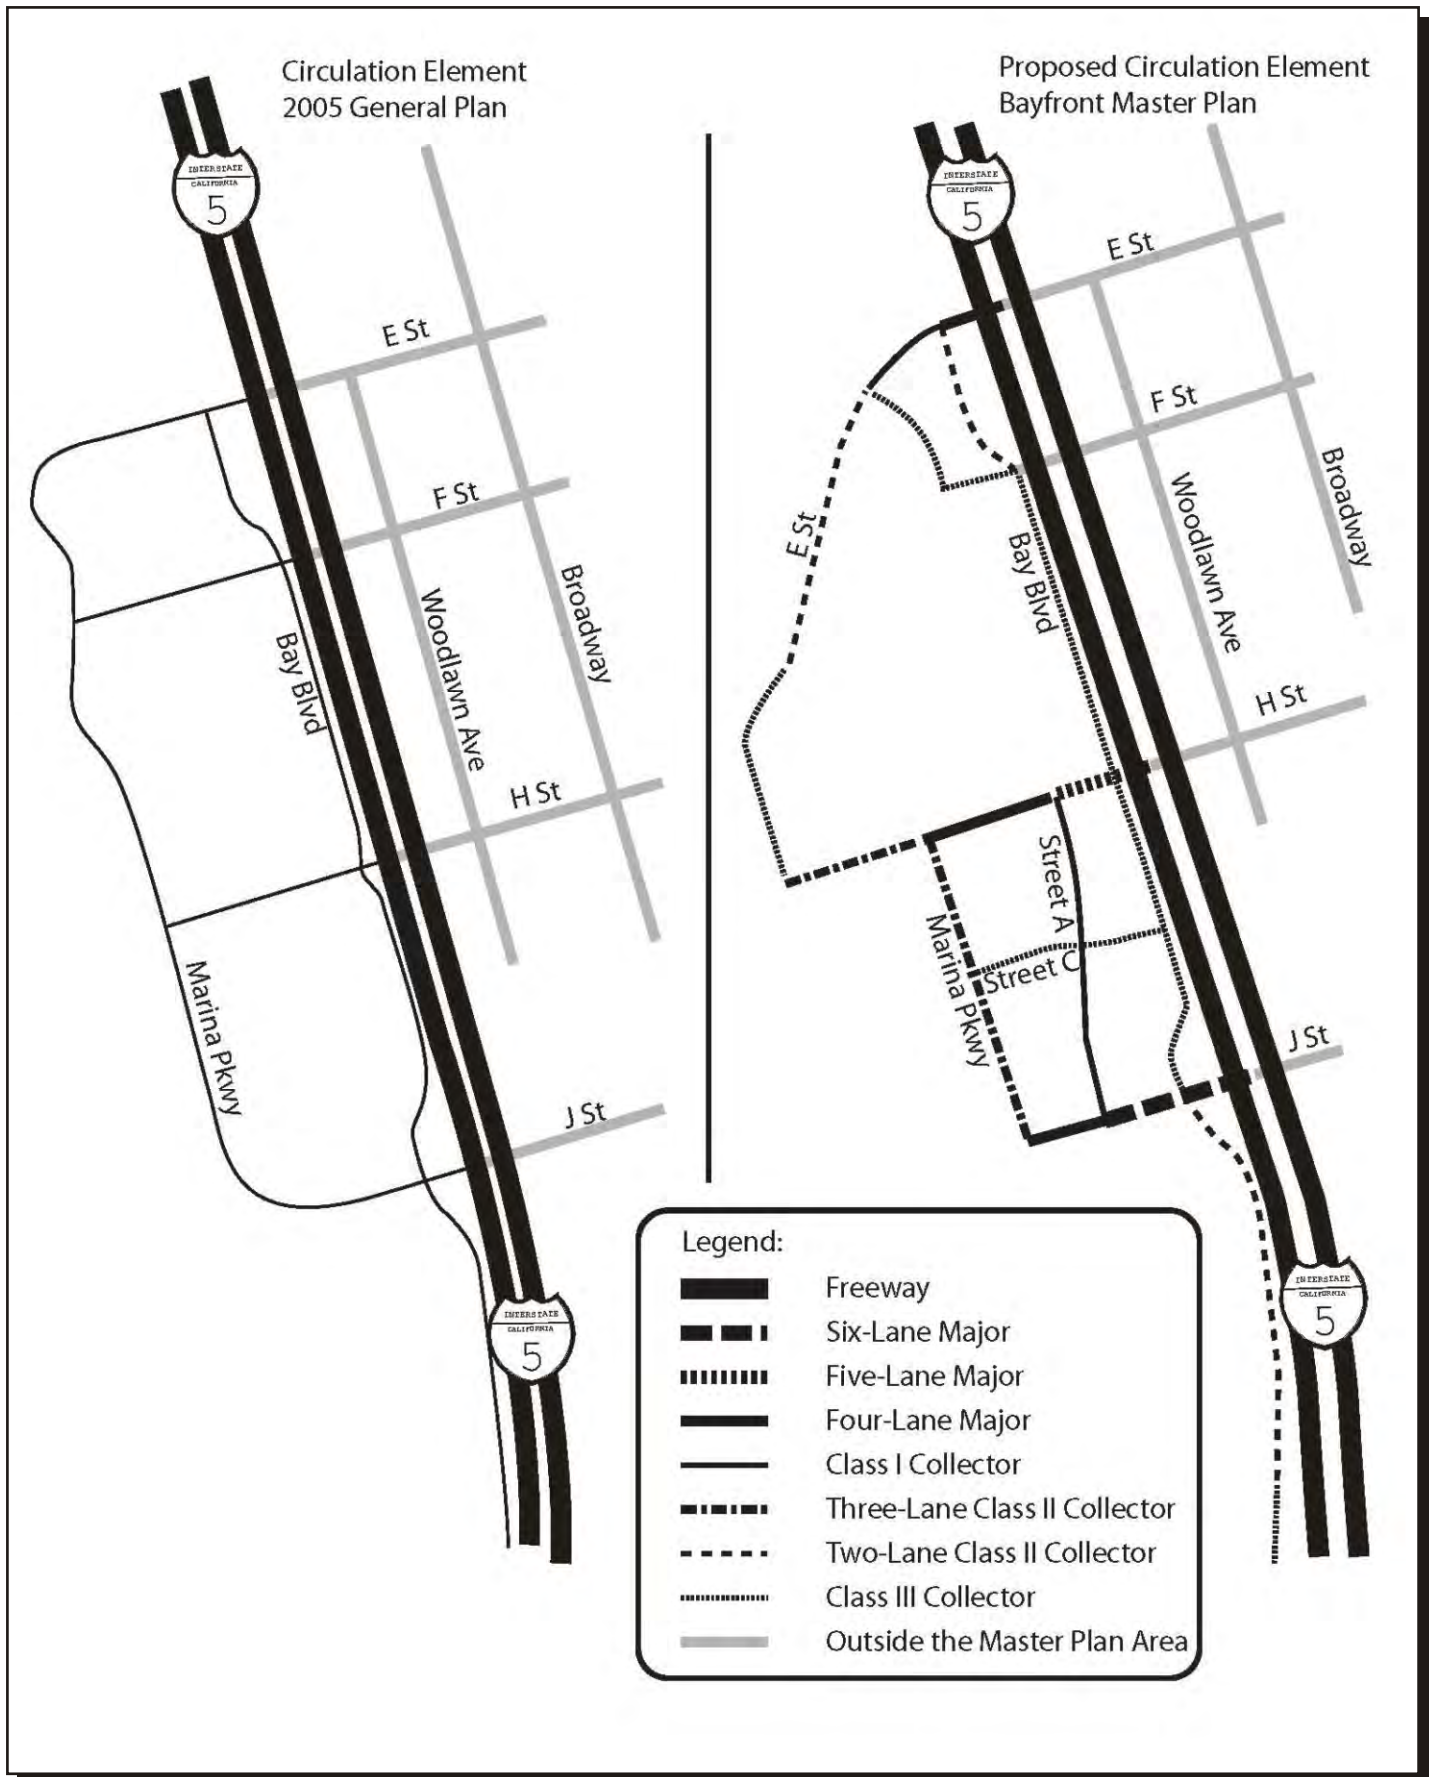 Circulation Element
2005 General Plan
INTERSTATE
CALIFORNIA
5
E St
F St
Bay Blvd
Woodlawn Ave
Broadway
H St
Marina Pkwy
J St
INTERSTATE
CALIFORNIA
5
Proposed Circulation Element
Bayfront Master Plan
INTERSTATE
CALIFORNIA
5
E St
F St
E St
Bay Blvd
Woodlawn Ave
Broadway
H St
Street A
Marina Pkwy
Street C
J St
INTERSTATE
CALIFORNIA
5
Legend:
Freeway
Six-Lane Major
Five-Lane Major
Four-Lane Major
Class I Collector
Three-Lane Class II Collector
Two-Lane Class II Collector
Class III Collector
Outside the Master Plan Area